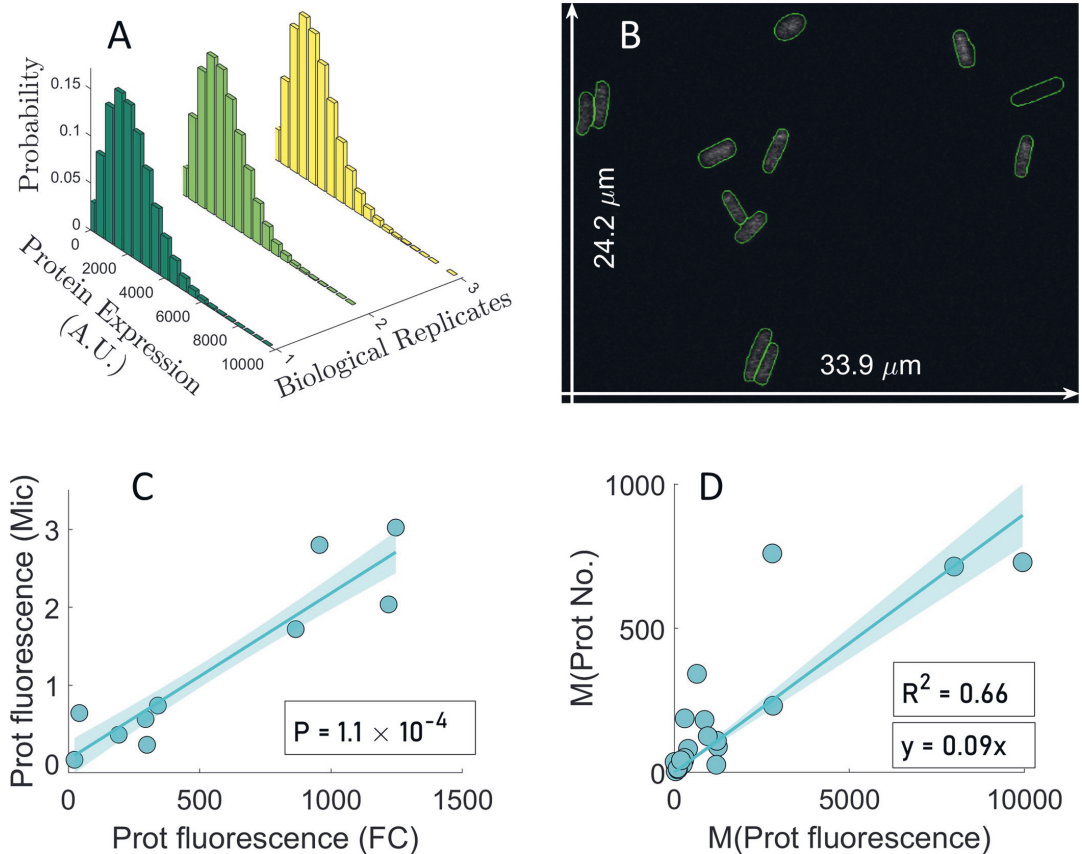 A
Probability
0.15
0.1
0.05
0
0
2000
4000
6000
8000
10000
Protein Expression
(A.U.)
1
2
3
Biological Replicates
B
24.2 μm
33.9 μm
C
Prot fluorescence (Mic)
3
2
1
0
0
500
1000
1500
P = 1.1 × 10⁻⁴
Prot fluorescence (FC)
D
M(Prot No.)
1000
500
0
0
5000
10000
R² = 0.66
y = 0.09x
M(Prot fluorescence)